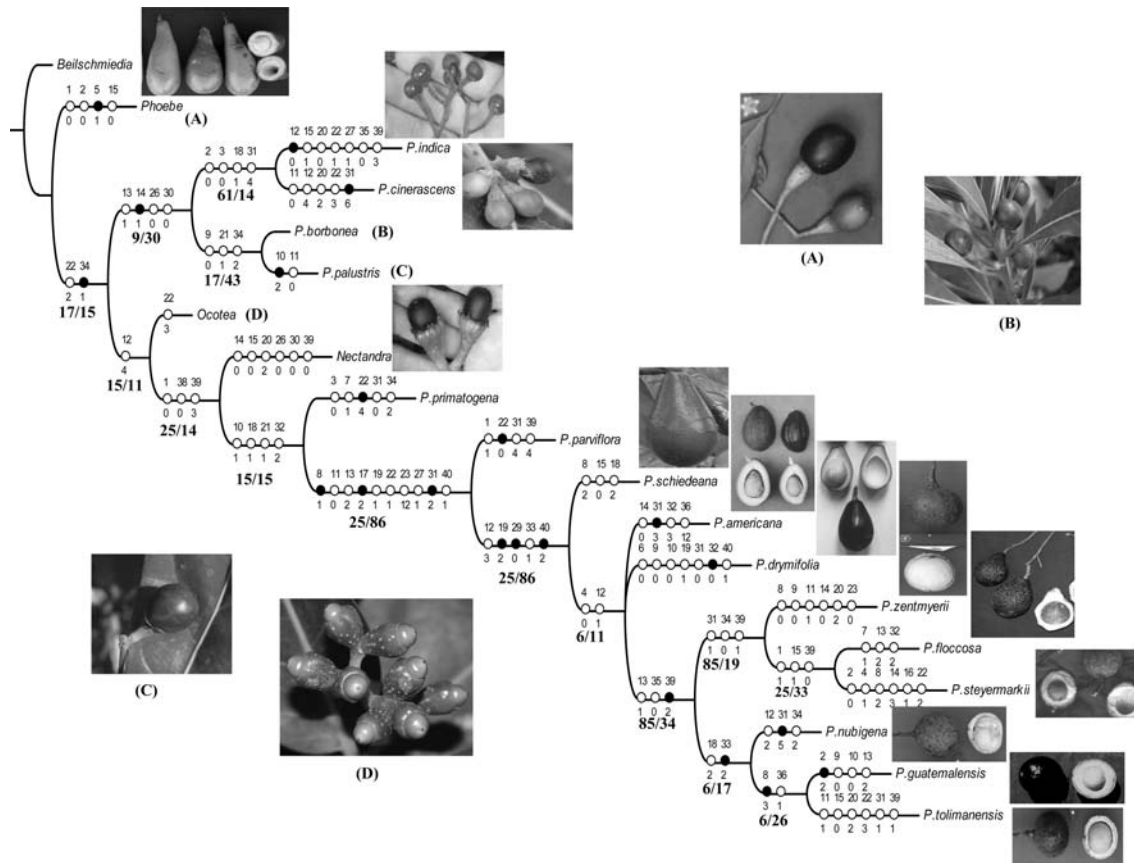 Beilschmiedia
1 2 5 15
Phoebe
0 0 1 0
(A)
12 15 20 22 27 35 39
P.indica
0 1 0 1 1 0 3
2 3 18 31
0 0 1 4
61/14
11 12 20 22 31
P.cinerascens
0 4 2 3 6
13 14 26 30
1 1 0 0
9/30
9 21 34
0 1 2
17/43
P.borbonea
(B)
10 11
P.palustris
2 0
(C)
22 34
2 1
17/15
22
Ocotea
(D)
3
12
4
15/11
14 15 20 26 30 39
Nectandra
0 0 2 0 0 0
1 38 39
0 0 3
25/14
3 7 22 31 34
P.primatogena
0 1 4 0 2
10 18 21 32
1 1 1 2
15/15
8 11 13 17 19 22 23 27 31 40
1 0 2 2 1 1 12 1 2 1
25/86
1 22 31 39
P.parviflora
1 0 4 4
12 19 29 33 40
3 2 0 1 2
25/86
8 15 18
P.schiedeana
2 0 2
4 12
0 1
6/11
14 31 32 36
P.americana
0 3 3 12
6 9 10 19 31 32 40
P.drymifolia
0 0 0 1 0 0 1
13 35 39
1 0 2
85/34
31 34 39
1 0 1
85/19
8 9 11 14 20 23
P.zentmyerii
0 0 1 0 2 0
1 15 39
1 1 0
25/33
7 13 32
P.floccosa
1 2 2
2 4 8 14 16 22
P.steyermarkii
0 1 2 3 1 2
18 33
2 2
6/17
12 31 34
P.nubigena
2 5 2
8 36
3 1
6/26
2 9 10 13
P.guatemalensis
2 0 0 2
11 15 20 22 31 39
P.tolimanensis
1 0 2 3 1 1
(A)
(B)
(C)
(D)